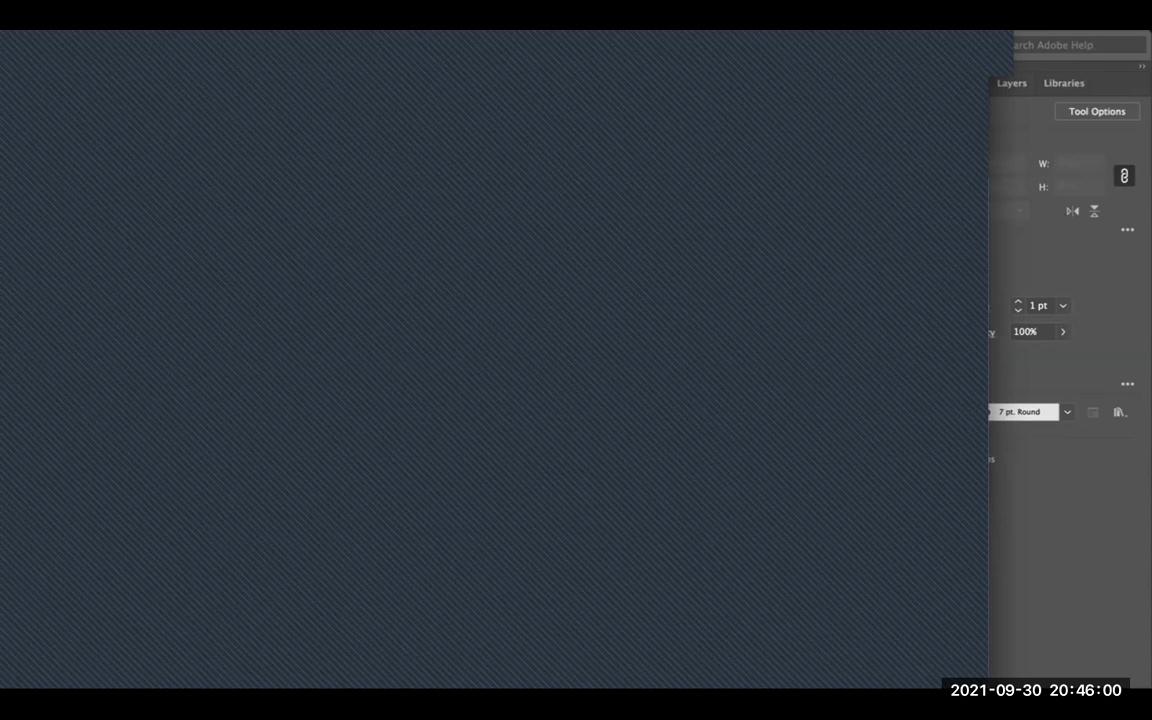 arch Adobe Help
Layers Libraries
Tool Options
W:
H:
1 pt
100%
7 pt. Round
2021-09-30 20:46:00